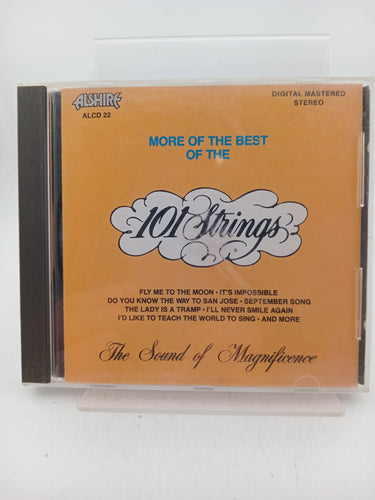 ALSHIRE
ALCD 22
DIGITAL MASTERED
STEREO
MORE OF THE BEST
OF THE
101 Strings
FLY ME TO THE MOON • IT'S IMPOSSIBLE
DO YOU KNOW THE WAY TO SAN JOSE • SEPTEMBER SONG
THE LADY IS A TRAMP • I'LL NEVER SMILE AGAIN
I'D LIKE TO TEACH THE WORLD TO SING • AND MORE
The Sound of Magnificence